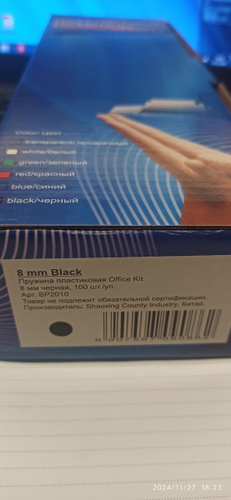 Color/ Цвет
transparent/ прозрачный
white/белый
green/зеленый
red/красный
blue/синий
black/черный
8 mm Black
Пружина пластиковая Office Kit
8 мм черная, 100 шт./уп.
Арт. BP2010
Товар не подлежит обязательной сертификации.
Производитель: Shaoxing County Industry, Китай.
2024/11/27 18:23